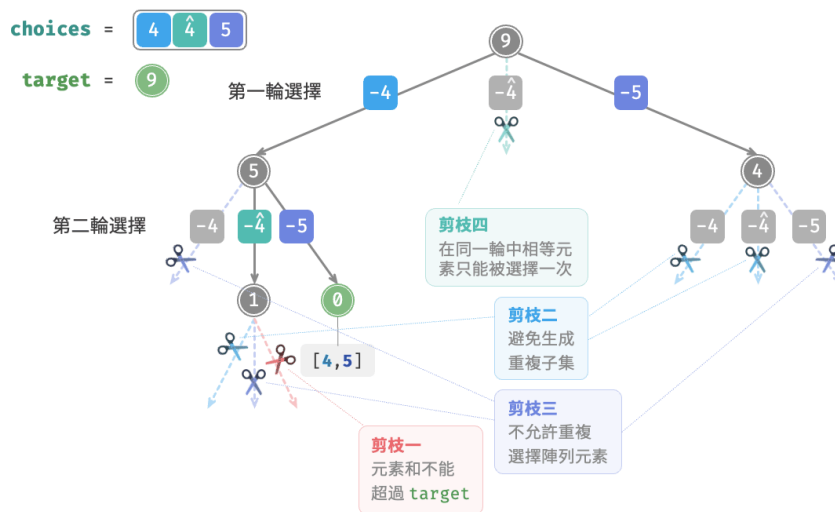 choices = 4 4̂ 5
target = 9
9
第一輪選擇
-4 -4̂ -5
5 4
第二輪選擇
-4 -4̂ -5
-4 -4̂ -5
剪枝四
在同一輪中相等元
素只能被選擇一次
1 0
[4,5]
剪枝二
避免生成
重複子集
剪枝三
不允許重複
選擇陣列元素
剪枝一
元素和不能
超過 target